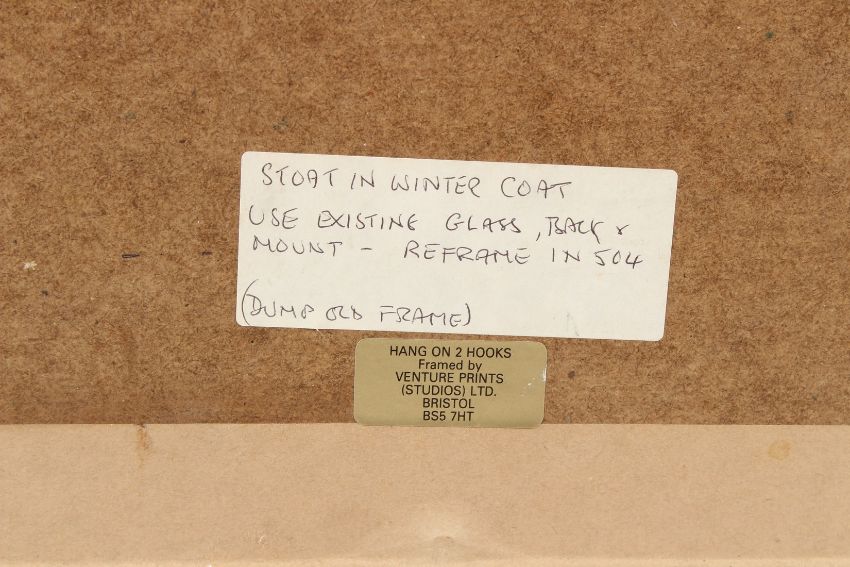 STOAT IN WINTER COAT
USE EXISTING GLASS, BACK &
MOUNT - REFRAME IN 504
(DUMP OLD FRAME)
HANG ON 2 HOOKS
Framed by
VENTURE PRINTS
(STUDIOS) LTD.
BRISTOL
BS5 7HT